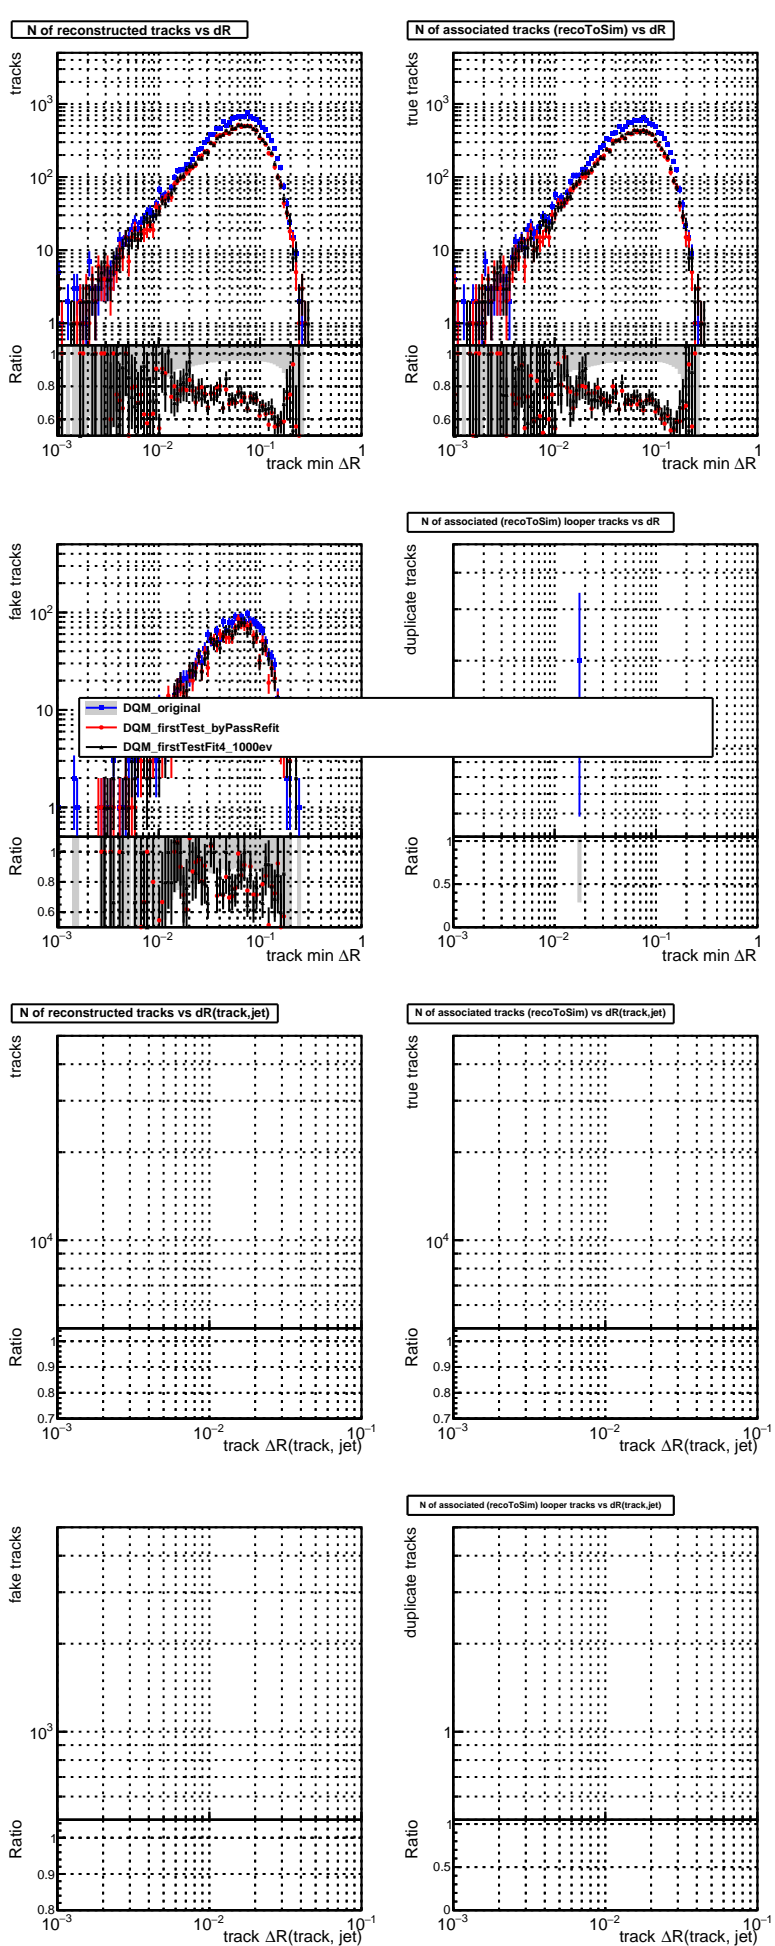 N of reconstructed tracks vs dR
tracks
10³
10²
10
1
Ratio
1
0.8
0.6
10⁻³ 10⁻² 10⁻¹ 1
track min ΔR
N of associated tracks (recoToSim) vs dR
true tracks
10³
10²
10
1
Ratio
1
0.8
0.6
10⁻³ 10⁻² 10⁻¹ 1
track min ΔR
fake tracks
10²
10
1
Ratio
1
0.8
0.6
10⁻³ 10⁻² 10⁻¹ 1
track min ΔR
N of associated (recoToSim) looper tracks vs dR
duplicate tracks
Ratio
1
0.5
0
10⁻³ 10⁻² 10⁻¹ 1
track min ΔR
DQM_original
DQM_firstTest_byPassRefit
DQM_firstTestFit4_1000ev
N of reconstructed tracks vs dR(track,jet)
tracks
10⁴
Ratio
1
0.9
0.8
0.7
10⁻³ 10⁻² 10⁻¹
track ΔR(track, jet)
N of associated tracks (recoToSim) vs dR(track,jet)
true tracks
10⁴
Ratio
1
0.9
0.8
0.7
10⁻³ 10⁻² 10⁻¹
track ΔR(track, jet)
fake tracks
10³
Ratio
1
0.9
0.8
10⁻³ 10⁻² 10⁻¹
track ΔR(track, jet)
N of associated (recoToSim) looper tracks vs dR(track,jet)
duplicate tracks
1
Ratio
1
0.5
0
10⁻³ 10⁻² 10⁻¹
track ΔR(track, jet)